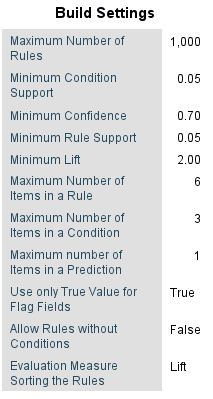 Build Settings
Maximum Number of
Rules
1,000
Minimum Condition
Support
0.05
Minimum Confidence
0.70
Minimum Rule Support
0.05
Minimum Lift
2.00
Maximum Number of
Items in a Rule
6
Maximum Number of
Items in a Condition
3
Maximum number of
Items in a Prediction
1
Use only True Value for
Flag Fields
True
Allow Rules without
Conditions
False
Evaluation Measure
Sorting the Rules
Lift